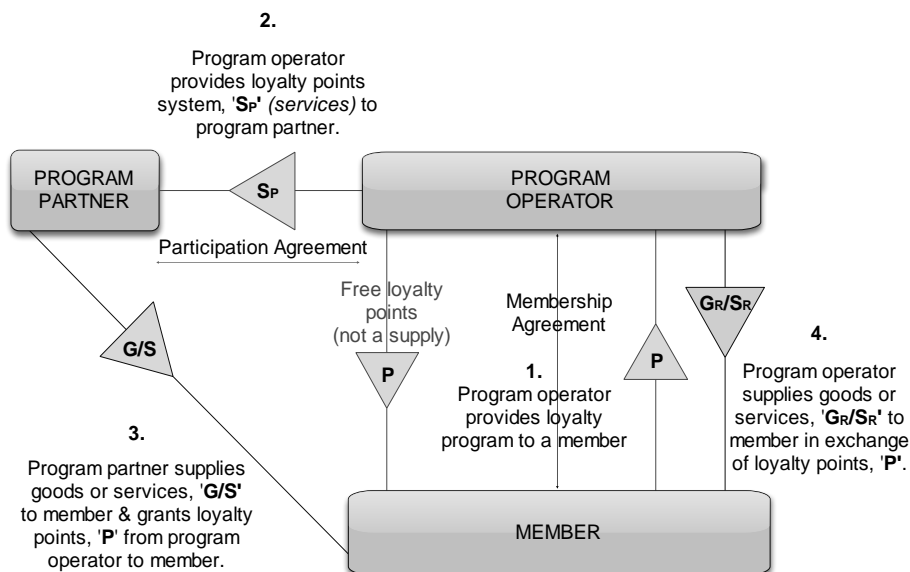 2.
Program operator
provides loyalty points
system, 'SP' (services) to
program partner.
PROGRAM
PARTNER
SP
PROGRAM
OPERATOR
Participation Agreement
Free loyalty
points
(not a supply)
Membership
Agreement
GR/SR
G/S
P
P
1.
Program operator
provides loyalty
program to a member
4.
Program operator
supplies goods or
services, 'GR/SR' to
member in exchange
of loyalty points, 'P'.
3.
Program partner supplies
goods or services, 'G/S'
to member & grants loyalty
points, 'P' from program
operator to member.
MEMBER